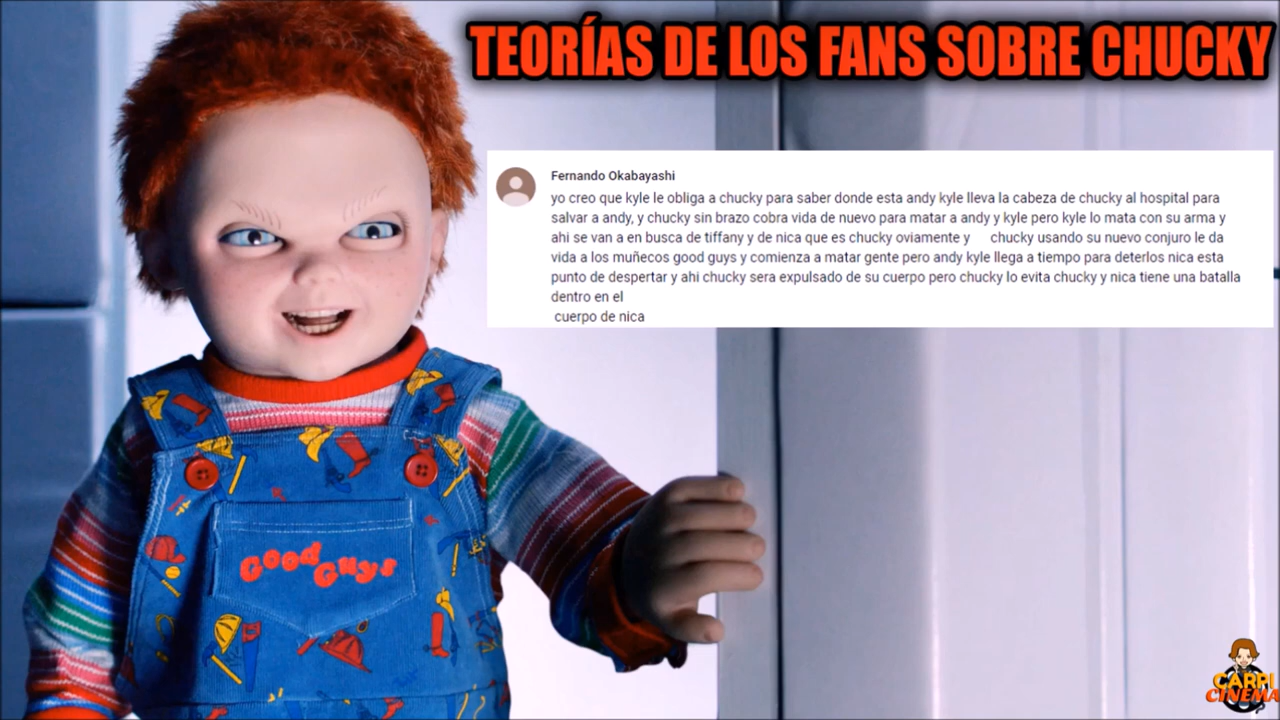 TEORÍAS DE LOS FANS SOBRE CHUCKY
Fernando Okabayashi
yo creo que kyle le obliga a chucky para saber donde esta andy kyle lleva la cabeza de chucky al hospital para
salvar a andy, y chucky sin brazo cobra vida de nuevo para matar a andy y kyle pero kyle lo mata con su arma y
ahi se van a en busca de tiffany y de nica que es chucky oviamente y chucky usando su nuevo conjuro le da
vida a los muñecos good guys y comienza a matar gente pero andy kyle llega a tiempo para deterlos nica esta
punto de despertar y ahi chucky sera expulsado de su cuerpo pero chucky lo evita chucky y nica tiene una batalla
dentro en el
cuerpo de nica
Good Guys
CARRI
CINEMA